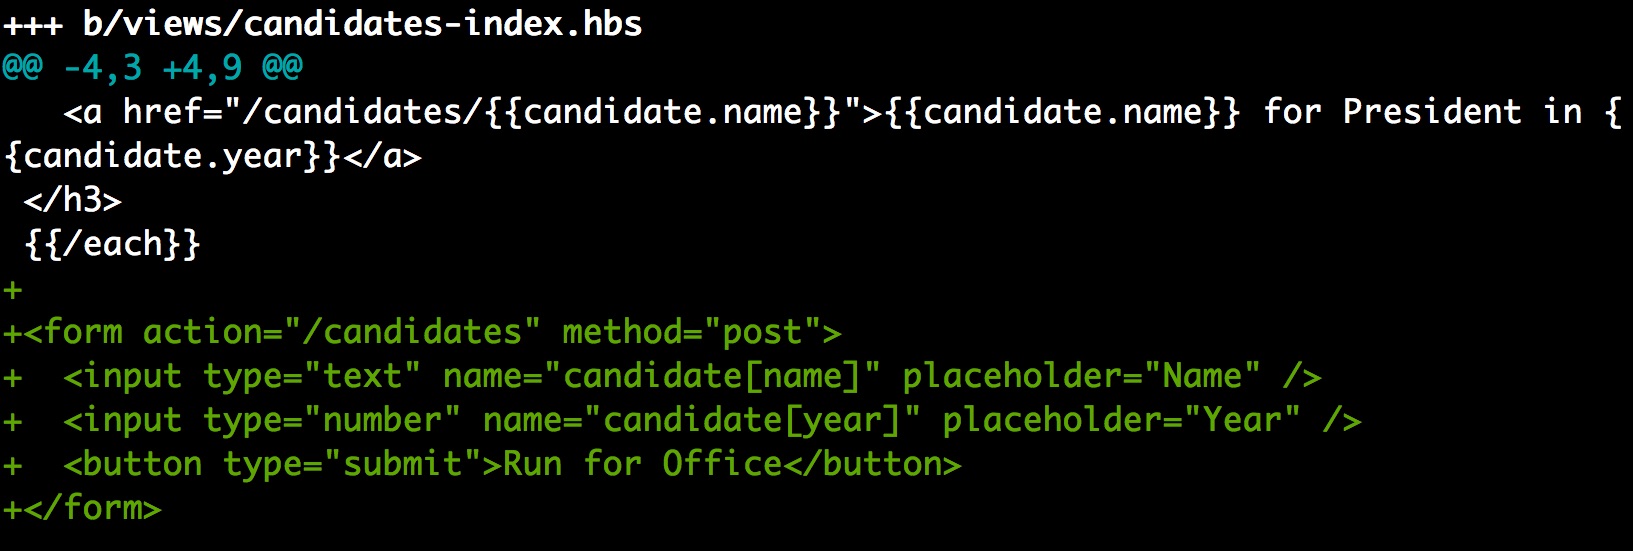 +++ b/views/candidates-index.hbs
@@ -4,3 +4,9 @@
   <a href="/candidates/{{candidate.name}}">{{candidate.name}} for President in {
{candidate.year}}</a>
 </h3>
 {{/each}}
+
+<form action="/candidates" method="post">
+  <input type="text" name="candidate[name]" placeholder="Name" />
+  <input type="number" name="candidate[year]" placeholder="Year" />
+  <button type="submit">Run for Office</button>
+</form>